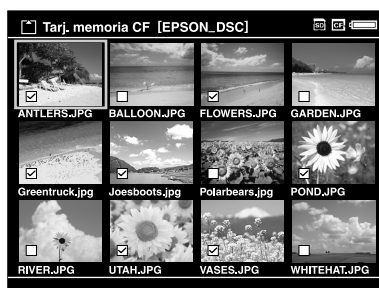 Tarj. memoria CF [EPSON_DSC] SD CF
ANTLERS.JPG BALLOON.JPG FLOWERS.JPG GARDEN.JPG
Greentruck.jpg Joesboots.jpg Polarbears.jpg POND.JPG
RIVER.JPG UTAH.JPG VASES.JPG WHITEHAT.JPG